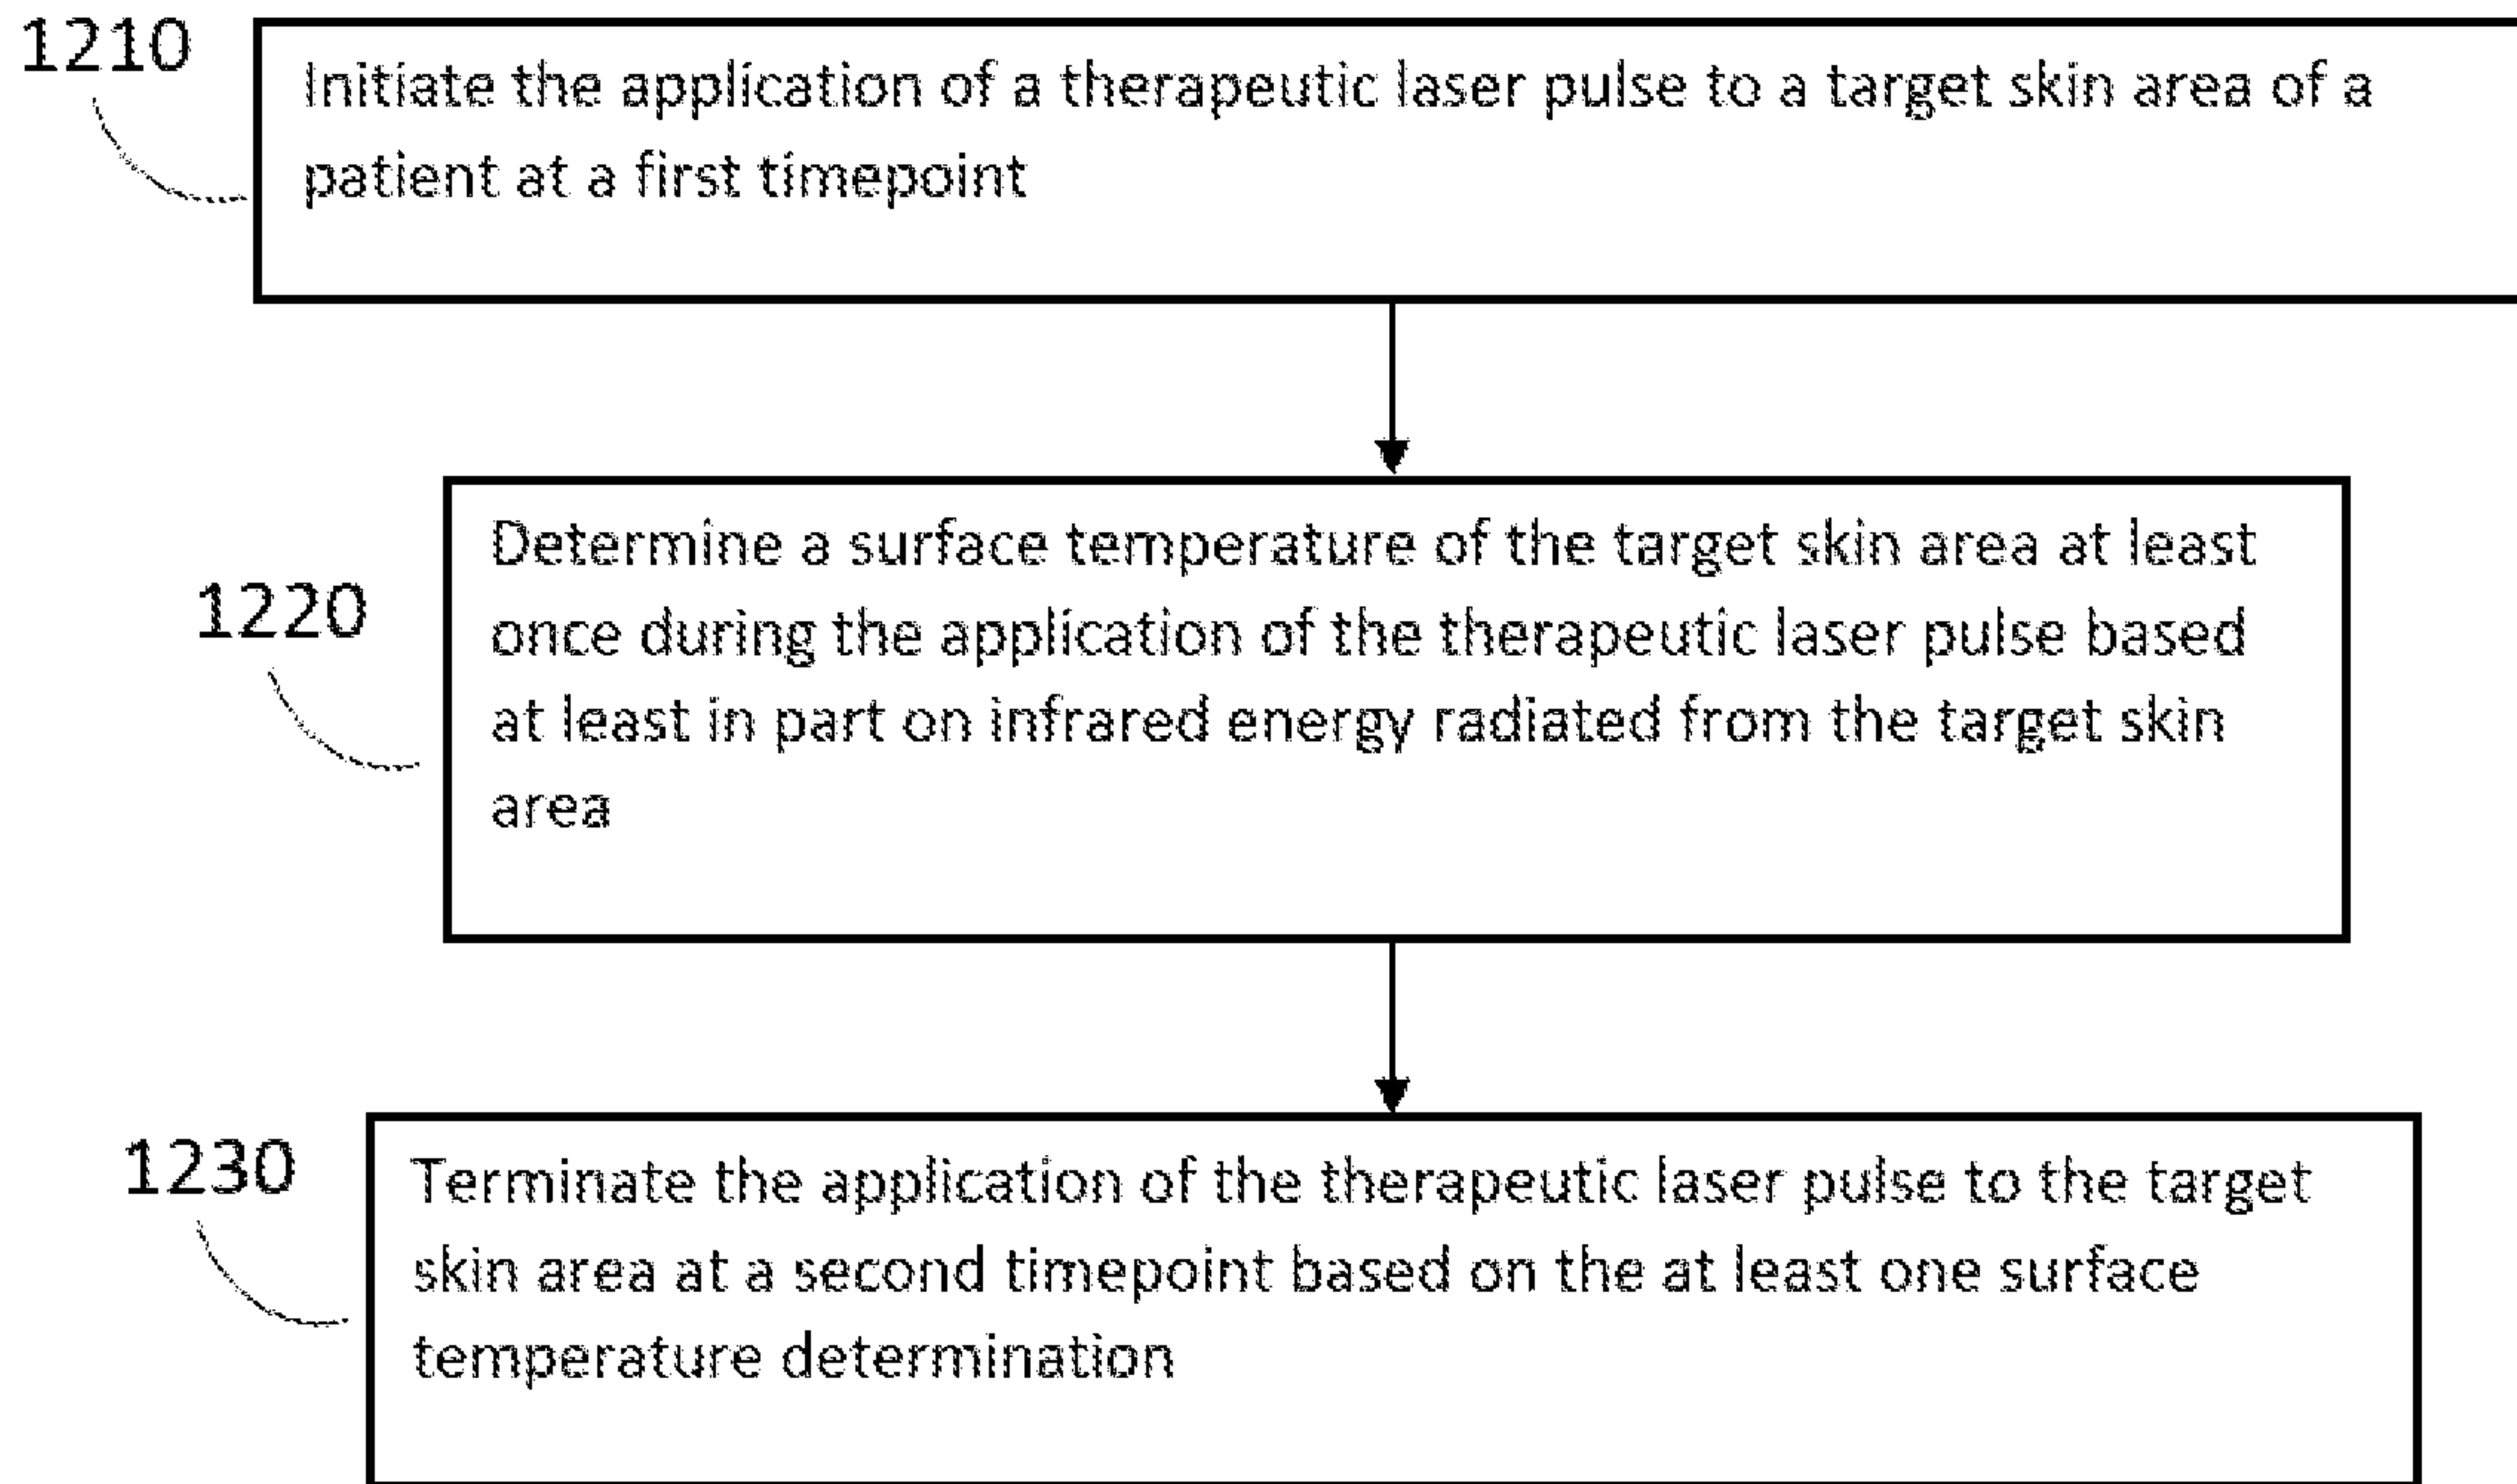 1210
Initiate the application of a therapeutic laser pulse to a target skin area of a
patient at a first timepoint
1220
Determine a surface temperature of the target skin area at least
once during the application of the therapeutic laser pulse based
at least in part on infrared energy radiated from the target skin
area
1230
Terminate the application of the therapeutic laser pulse to the target
skin area at a second timepoint based on the at least one surface
temperature determination